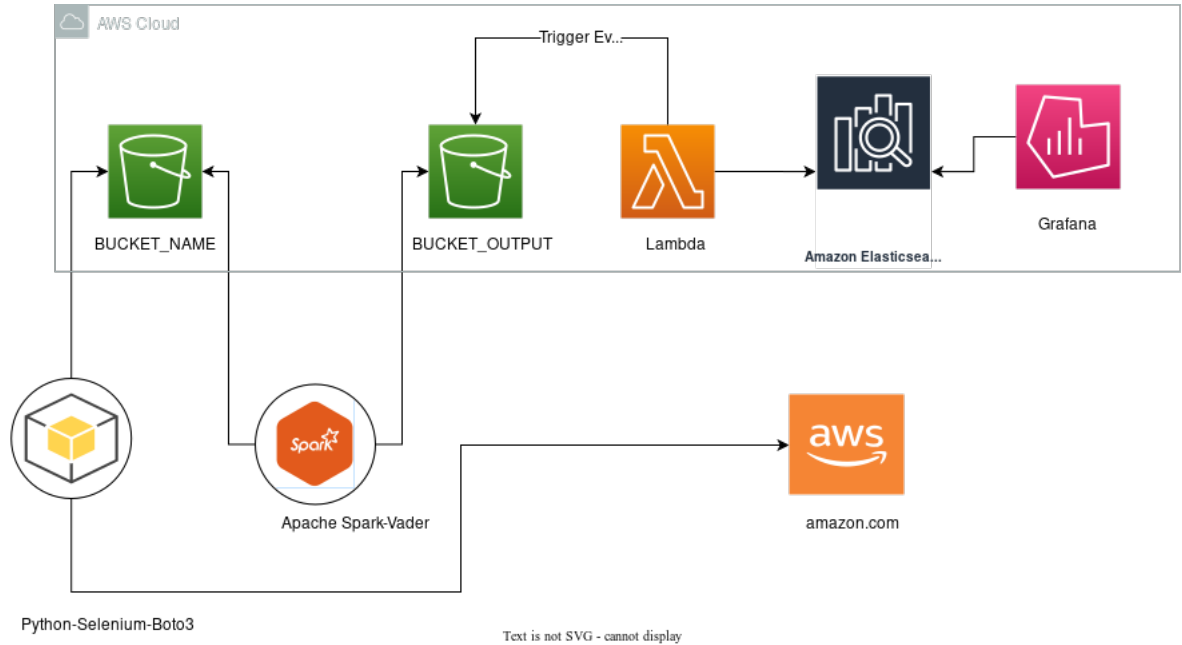 AWS Cloud
Trigger Ev...
BUCKET_NAME
BUCKET_OUTPUT
Lambda
Amazon Elasticsea...
Grafana
Spark
aws
Apache Spark-Vader
amazon.com
Python-Selenium-Boto3
Text is not SVG - cannot display